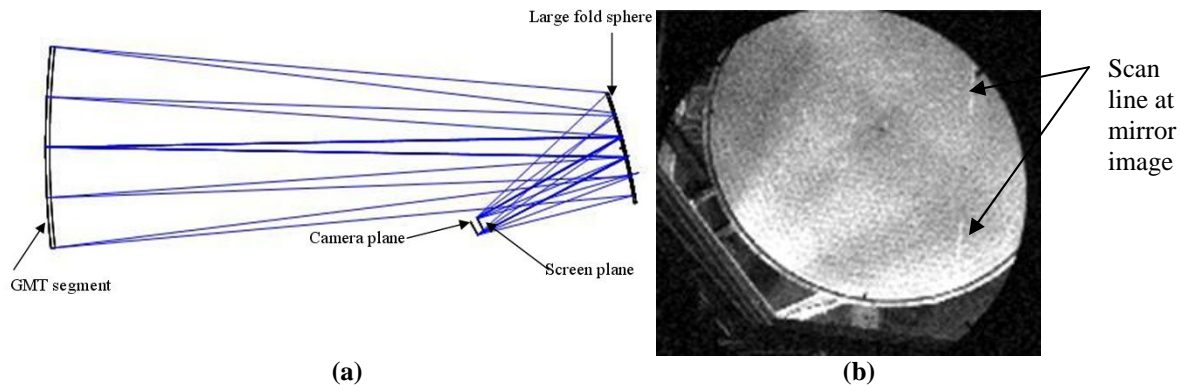 Large fold sphere
Camera plane
Screen plane
GMT segment
Scan
line at
mirror
image
(a)
(b)